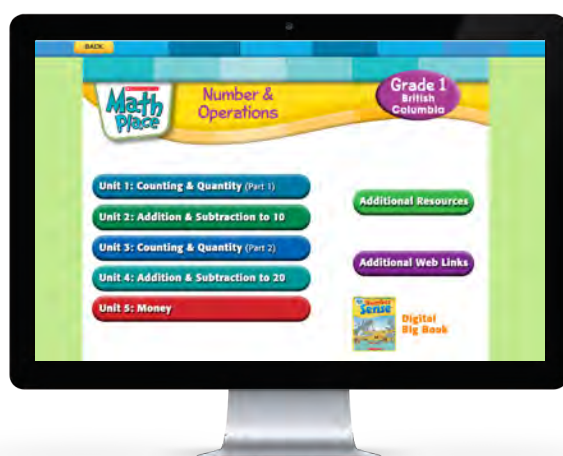 BACK
Math
Place
Number &
Operations
Grade 1
British
Columbia
Unit 1: Counting & Quantity (Part 1)
Unit 2: Addition & Subtraction to 10
Unit 3: Counting & Quantity (Part 2)
Unit 4: Addition & Subtraction to 20
Unit 5: Money
Additional Resources
Additional Web Links
Sense
Digital
Big Book